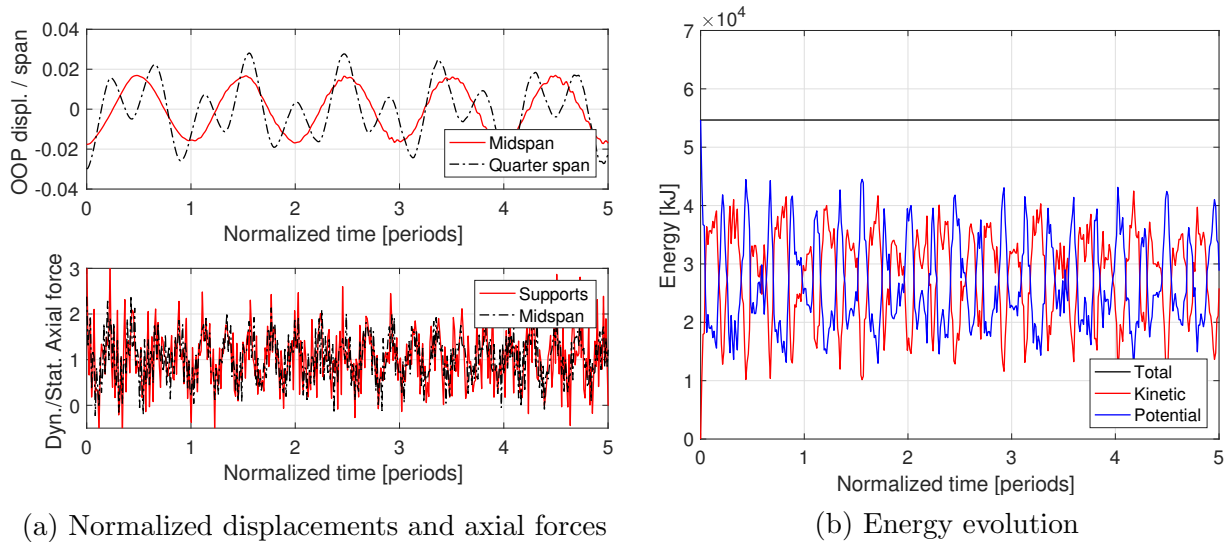 0.04
0.02
0
-0.02
-0.04
OOP displ. / span
Midspan
Quarter span
0 1 2 3 4 5
Normalized time [periods]
3
2
1
0
Dyn./Stat. Axial force
Supports
Midspan
0 1 2 3 4 5
Normalized time [periods]
(a) Normalized displacements and axial forces
×10⁴
7
6
5
4
3
2
1
0
Energy [kJ]
Total
Kinetic
Potential
0 1 2 3 4 5
Normalized time [periods]
(b) Energy evolution